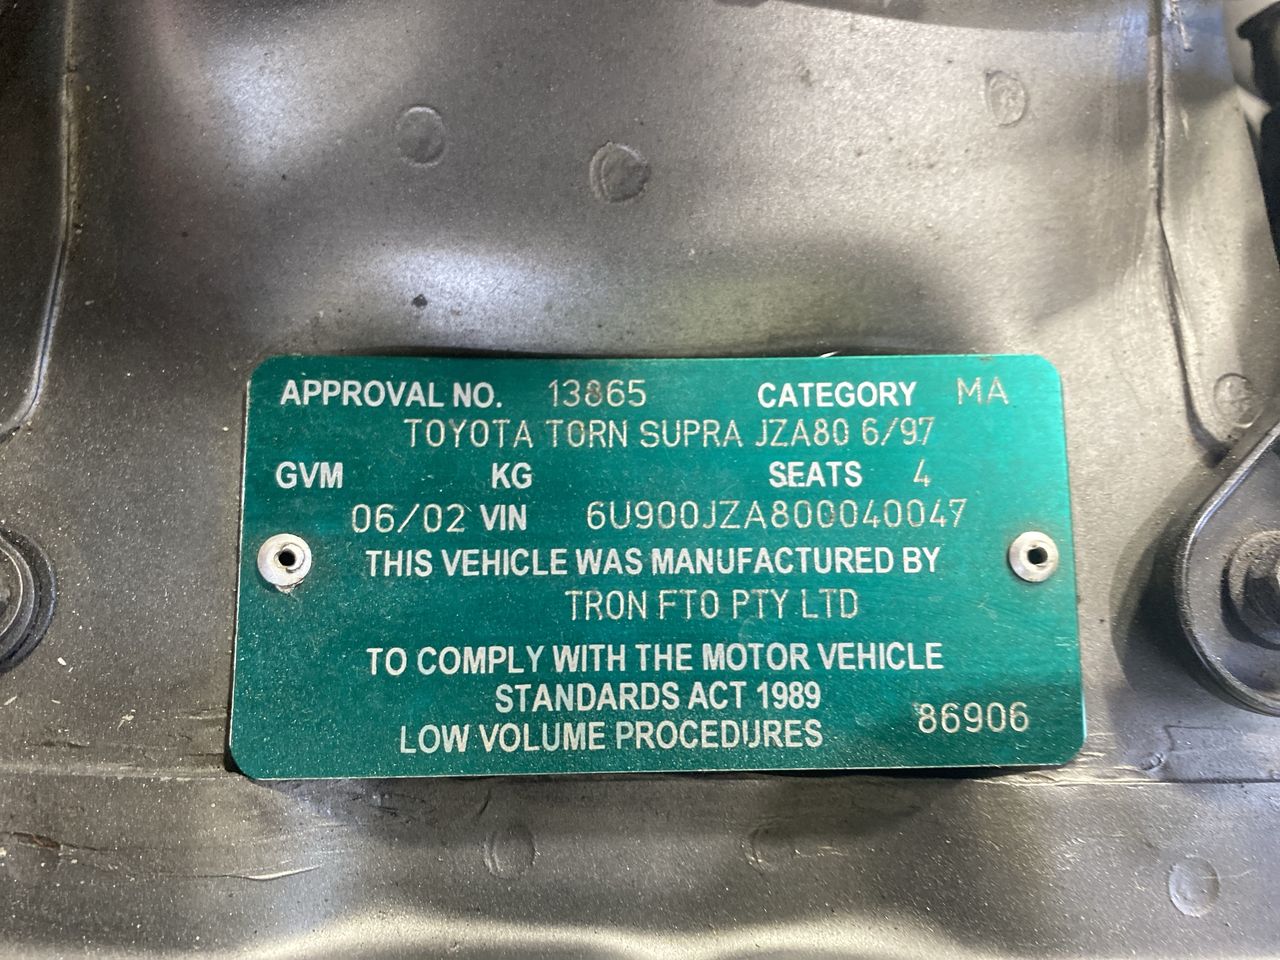 APPROVAL NO. 13865 CATEGORY MA
TOYOTA TORN SUPRA JZA80 6/97
GVM KG SEATS 4
06/02 VIN 6U900JZA800040047
THIS VEHICLE WAS MANUFACTURED BY
TRON FTO PTY LTD
TO COMPLY WITH THE MOTOR VEHICLE
STANDARDS ACT 1989
LOW VOLUME PROCEDURES 86906